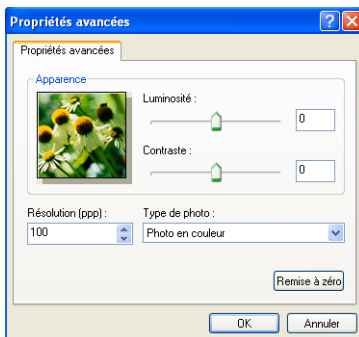 Propriétés avancées
Propriétés avancées
Apparence
Luminosité :
0
Contraste :
0
Résolution (ppp) :
Type de photo :
100
Photo en couleur
Remise à zéro
OK
Annuler